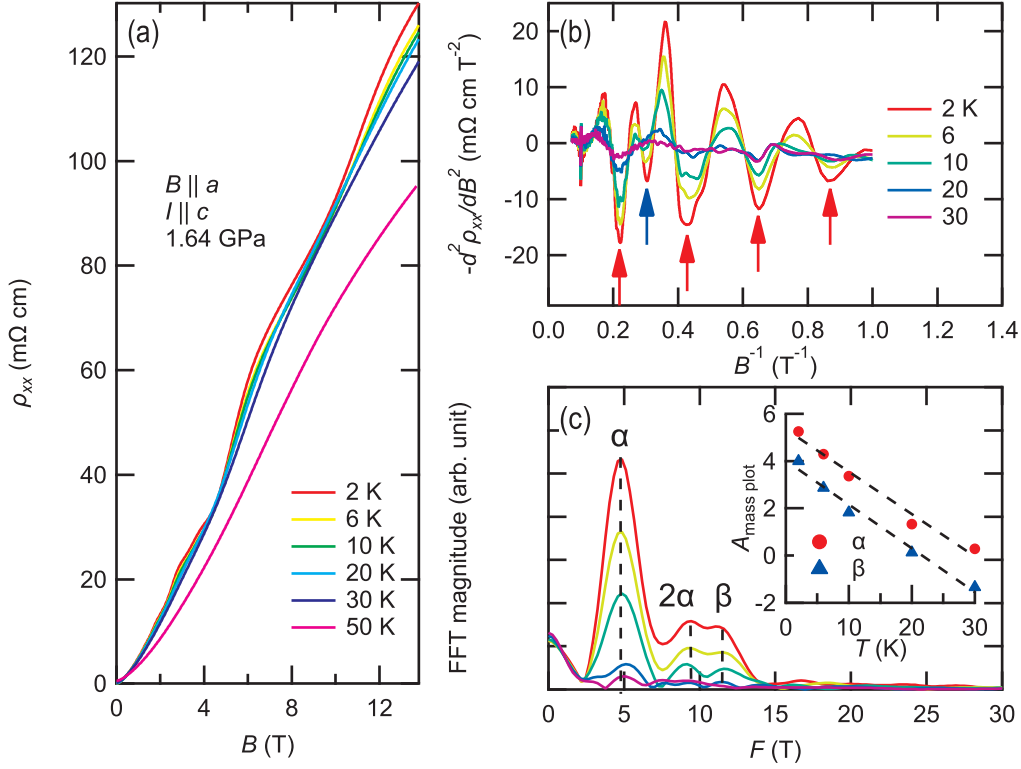 (a)
120
100
80
60
40
20
0
ρxx (mΩ cm)
B || a
I || c
1.64 GPa
2 K
6 K
10 K
20 K
30 K
50 K
0
4
8
12
B (T)
(b)
20
10
0
-10
-20
-d² ρxx/dB² (mΩ cm T⁻²)
2 K
6
10
20
30
0.0
0.2
0.4
0.6
0.8
1.0
1.2
1.4
B⁻¹ (T⁻¹)
(c)
FFT magnitude (arb. unit)
α
2α
β
0
5
10
15
20
25
30
F (T)
6
4
2
0
-2
A mass plot
α
β
0
10
20
30
T (K)